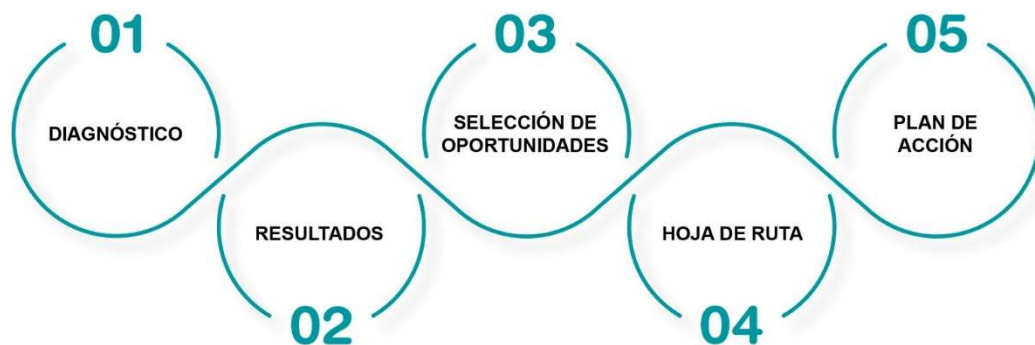 01
DIAGNÓSTICO
02
RESULTADOS
03
SELECCIÓN DE
OPORTUNIDADES
04
HOJA DE RUTA
05
PLAN DE
ACCIÓN